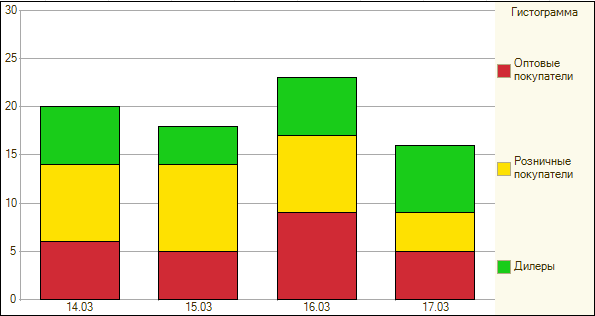 30
25
20
15
10
5
0
14.03 15.03 16.03 17.03
Гистограмма
Оптовые
покупатели
Розничные
покупатели
Дилеры